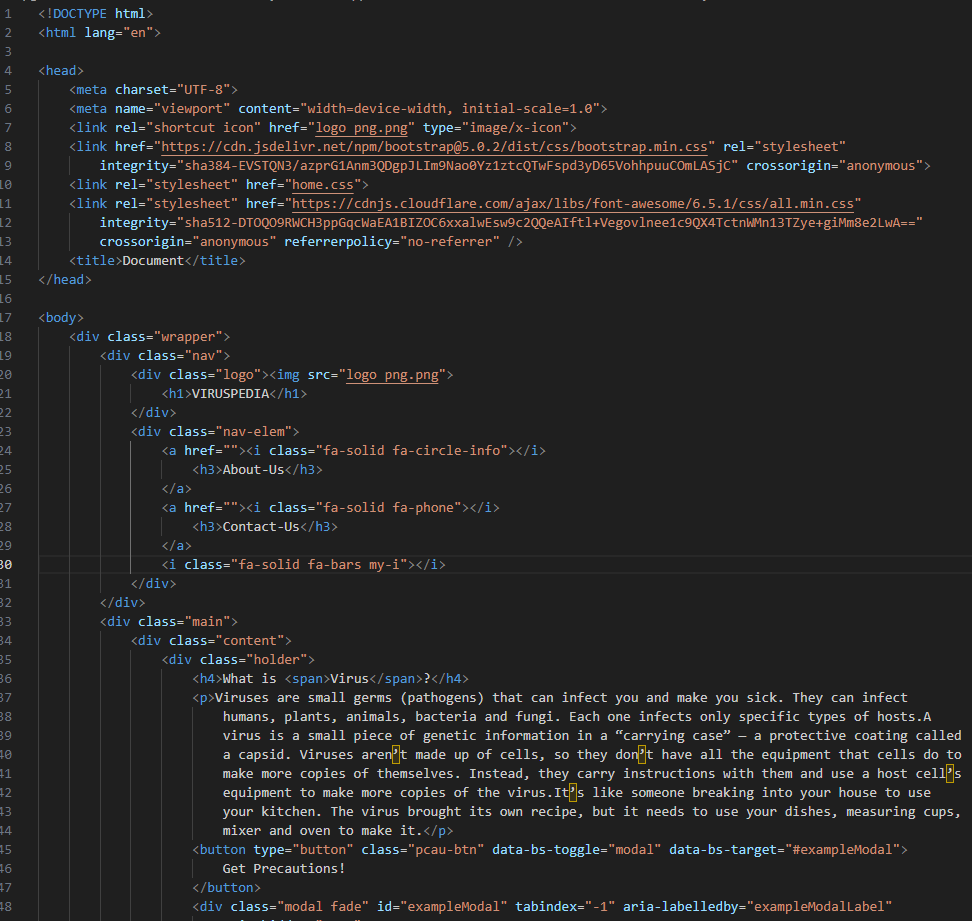 1 <!DOCTYPE html>
2 <html lang="en">
3
4 <head>
5 <meta charset="UTF-8">
6 <meta name="viewport" content="width=device-width, initial-scale=1.0">
7 <link rel="shortcut icon" href="logo png.png" type="image/x-icon">
8 <link href="https://cdn.jsdelivr.net/npm/bootstrap@5.0.2/dist/css/bootstrap.min.css" rel="stylesheet"
9 integrity="sha384-EVSTQN3/azprG1Anm3QDgpJLIm9Nao0Yz1ztcQTwFspd3yD65VohhpuuCOmLASjC" crossorigin="anonymous">
10 <link rel="stylesheet" href="home.css">
11 <link rel="stylesheet" href="https://cdnjs.cloudflare.com/ajax/libs/font-awesome/6.5.1/css/all.min.css"
12 integrity="sha512-DTOQO9RWCH3ppGqcWaEA1BIZOC6xxalwEsw9c2QQeAIftl+Vegovlnee1c9QX4TctnWMn13TZye+giMm8e2LwA=="
13 crossorigin="anonymous" referrerpolicy="no-referrer" />
14 <title>Document</title>
15 </head>
16
17 <body>
18 <div class="wrapper">
19 <div class="nav">
20 <div class="logo"><img src="logo png.png">
21 <h1>VIRUSPEDIA</h1>
22 </div>
23 <div class="nav-elem">
24 <a href=""><i class="fa-solid fa-circle-info"></i>
25 <h3>About-Us</h3>
26 </a>
27 <a href=""><i class="fa-solid fa-phone"></i>
28 <h3>Contact-Us</h3>
29 </a>
30 <i class="fa-solid fa-bars my-i"></i>
31 </div>
32 </div>
33 <div class="main">
34 <div class="content">
35 <div class="holder">
36 <h4>What is <span>Virus</span>?</h4>
37 <p>Viruses are small germs (pathogens) that can infect you and make you sick. They can infect
38 humans, plants, animals, bacteria and fungi. Each one infects only specific types of hosts.A
39 virus is a small piece of genetic information in a “carrying case” — a protective coating called
40 a capsid. Viruses aren’t made up of cells, so they don’t have all the equipment that cells do to
41 make more copies of themselves. Instead, they carry instructions with them and use a host cell’s
42 equipment to make more copies of the virus.It’s like someone breaking into your house to use
43 your kitchen. The virus brought its own recipe, but it needs to use your dishes, measuring cups,
44 mixer and oven to make it.</p>
45 <button type="button" class="pcau-btn" data-bs-toggle="modal" data-bs-target="#exampleModal">
46 Get Precautions!
47 </button>
48 <div class="modal fade" id="exampleModal" tabindex="-1" aria-labelledby="exampleModalLabel"